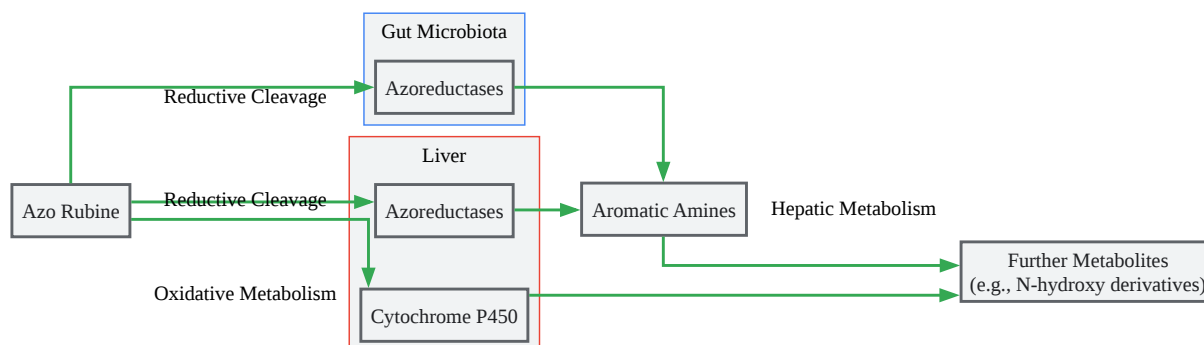 Gut Microbiota
Azoreductases
Reductive Cleavage
Liver
Azo Rubine
Reductive Cleavage
Azoreductases
Aromatic Amines
Hepatic Metabolism
Further Metabolites
(e.g., N-hydroxy derivatives)
Oxidative Metabolism
Cytochrome P450